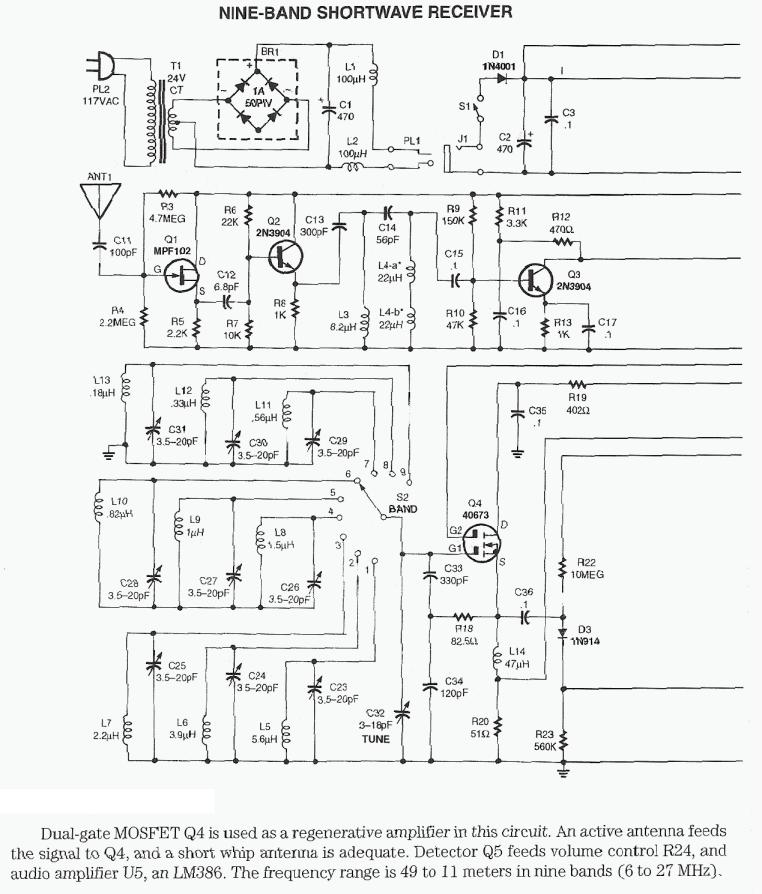 NINE-BAND SHORTWAVE RECEIVER
BR1
D1
1N4001
T1
24V
CT
L1
100µH
PL2
117VAC
+
~
~
1A
50PIV
+
C1
470
S1
I
C3
.1
L2
100µH
PL1
J1
C2
470
+
ANT1
R3
4.7MEG
R6
22K
Q2
2N3904
C13
300pF
C14
56pF
R9
150K
R11
3.3K
R12
470Ω
C11
100pF
Q1
MPF102
G
D
S
C12
6.8pF
L4-a*
22µH
C15
.1
Q3
2N3904
R4
2.2MEG
R5
2.2K
R7
10K
R8
1K
L3
8.2µH
L4-b*
22µH
R10
47K
C16
.1
R13
1K
C17
.1
L13
.18µH
L12
.33µH
L11
.56µH
C31
3.5–20pF
C30
3.5–20pF
C29
3.5–20pF
R19
402Ω
C35
.1
7
8
9
6
S2
BAND
L10
.82µH
L9
1µH
L8
1.5µH
5
4
3
2
1
Q4
40673
G2
G1
D
S
C28
3.5–20pF
C27
3.5–20pF
C26
3.5–20pF
C33
330pF
R22
10MEG
C36
.1
R18
82.5Ω
D3
1N914
L14
47µH
C25
3.5–20pF
C24
3.5–20pF
C23
3.5–20pF
C34
120pF
C32
3–18pF
TUNE
L7
2.2µH
L6
3.9µH
L5
5.6µH
R20
51Ω
R23
560K
Dual-gate MOSFET Q4 is used as a regenerative amplifier in this circuit. An active antenna feeds
the signal to Q4, and a short whip antenna is adequate. Detector Q5 feeds volume control R24, and
audio amplifier U5, an LM386. The frequency range is 49 to 11 meters in nine bands (6 to 27 MHz).